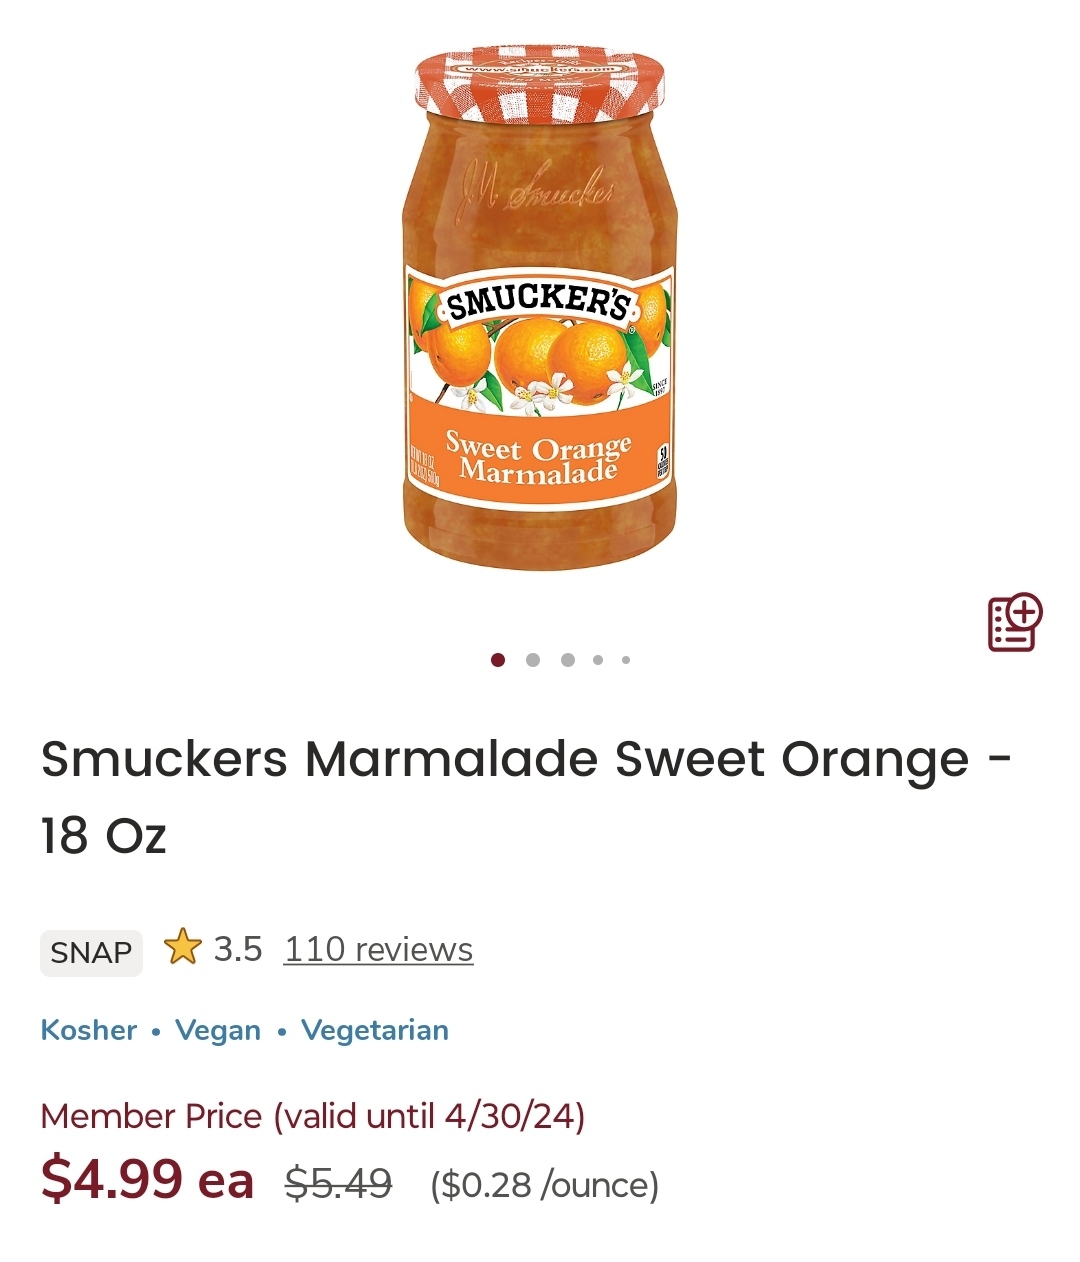 www.smuckers.com
J M Smucker
SMUCKER'S
®
SINCE
1897
Sweet Orange
Marmalade
NET WT 18 OZ
(1 LB 2 OZ) 510g
50
CALORIES
Smuckers Marmalade Sweet Orange -
18 Oz
SNAP 3.5 110 reviews
Kosher • Vegan • Vegetarian
Member Price (valid until 4/30/24)
$4.99 ea $5.49 ($0.28 /ounce)